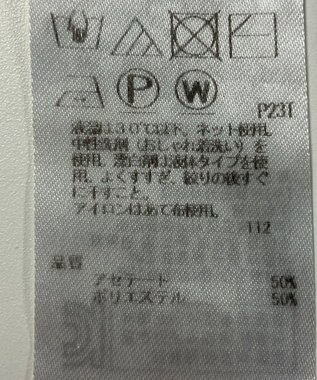 P W
P23T
液温は30℃以下。ネット使用。
中性洗剤（おしゃれ着洗い）を
使用。漂白剤は液体タイプを使
用。よくすすぎ、絞りの後すぐ
に干すこと。
アイロンはあて布使用。
112
品質
アセテート 50%
ポリエステル 50%